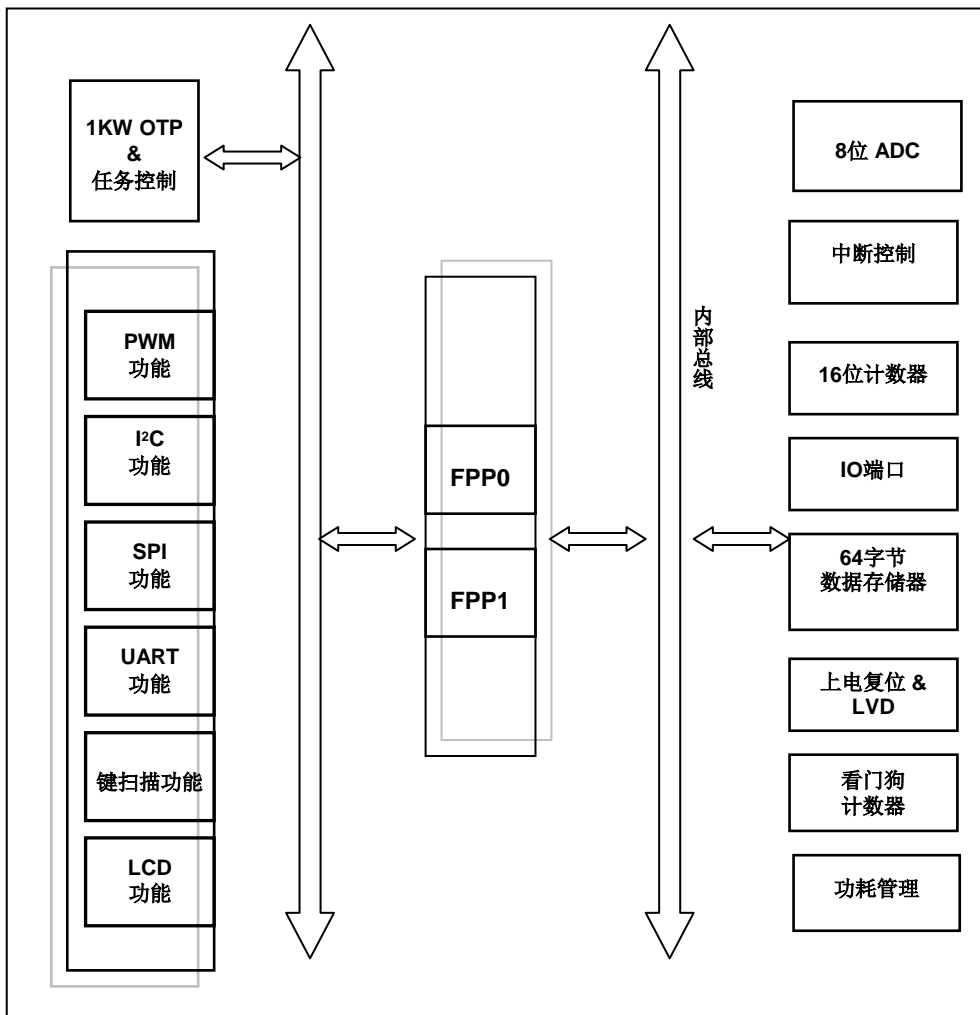 1KW OTP
&
任务控制
PWM
功能
I²C
功能
SPI
功能
UART
功能
键扫描功能
LCD
功能
FPP0
FPP1
内部总线
8位 ADC
中断控制
16位计数器
IO端口
64字节
数据存储器
上电复位 &
LVD
看门狗
计数器
功耗管理